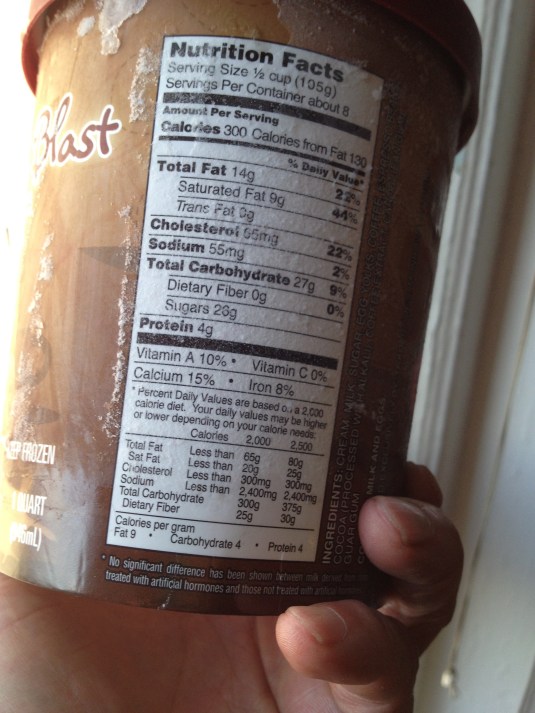 Blast
Nutrition Facts
Serving Size ½ cup (105g)
Servings Per Container about 8
Amount Per Serving
Calories 300 Calories from Fat 130
% Daily Value*
Total Fat 14g 22%
Saturated Fat 9g 44%
Trans Fat 0g
Cholesterol 65mg 22%
Sodium 55mg 2%
Total Carbohydrate 27g 9%
Dietary Fiber 0g 0%
Sugars 26g
Protein 4g
Vitamin A 10% • Vitamin C 0%
Calcium 15% • Iron 8%
* Percent Daily Values are based on a 2,000
calorie diet. Your daily values may be higher
or lower depending on your calorie needs:
Calories 2,000 2,500
Total Fat Less than 65g 80g
Sat Fat Less than 20g 25g
Cholesterol Less than 300mg 300mg
Sodium Less than 2,400mg 2,400mg
Total Carbohydrate 300g 375g
Dietary Fiber 25g 30g
Calories per gram
Fat 9 • Carbohydrate 4 • Protein 4
INGREDIENTS: CREAM, MILK, SUGAR,
COCOA (PROCESSED
GUAR GUM
MILK AND
FROZEN
QUART
* No significant difference has been shown between milk
treated with artificial hormones and those not treated with